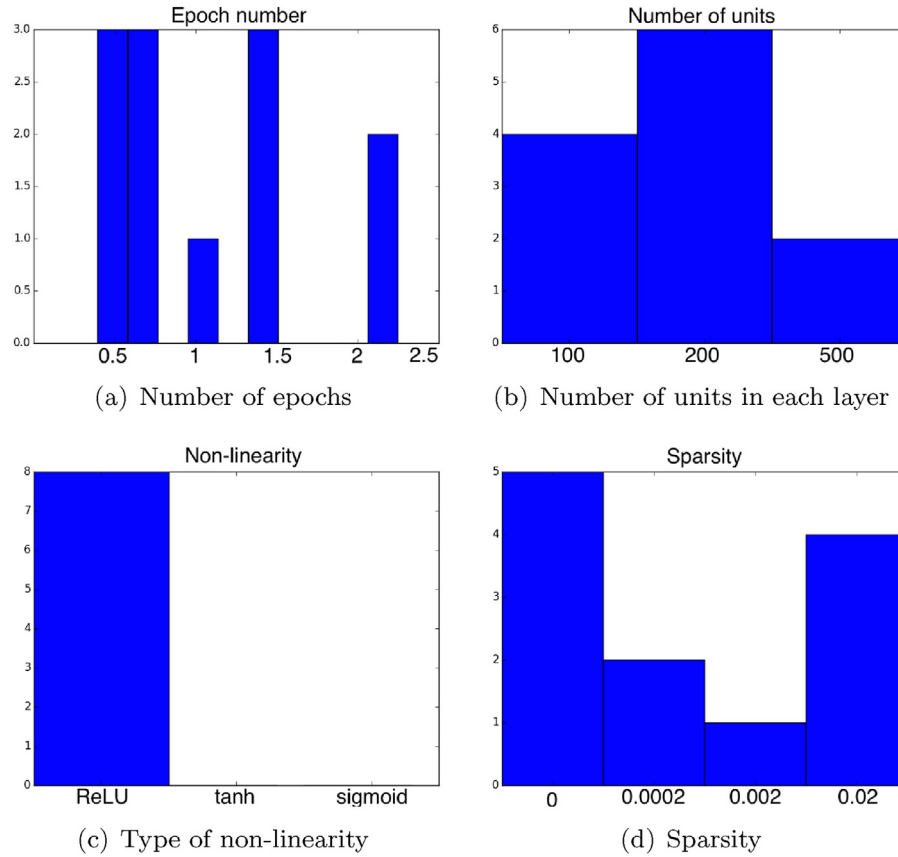 Epoch number
3.0
2.5
2.0
1.5
1.0
0.5
0.0
0.5 1 1.5 2 2.5
(a) Number of epochs
Number of units
6
5
4
3
2
1
0
100 200 500
(b) Number of units in each layer
Non-linearity
8
7
6
5
4
3
2
1
0
ReLU tanh sigmoid
(c) Type of non-linearity
Sparsity
5
4
3
2
1
0
0 0.0002 0.002 0.02
(d) Sparsity